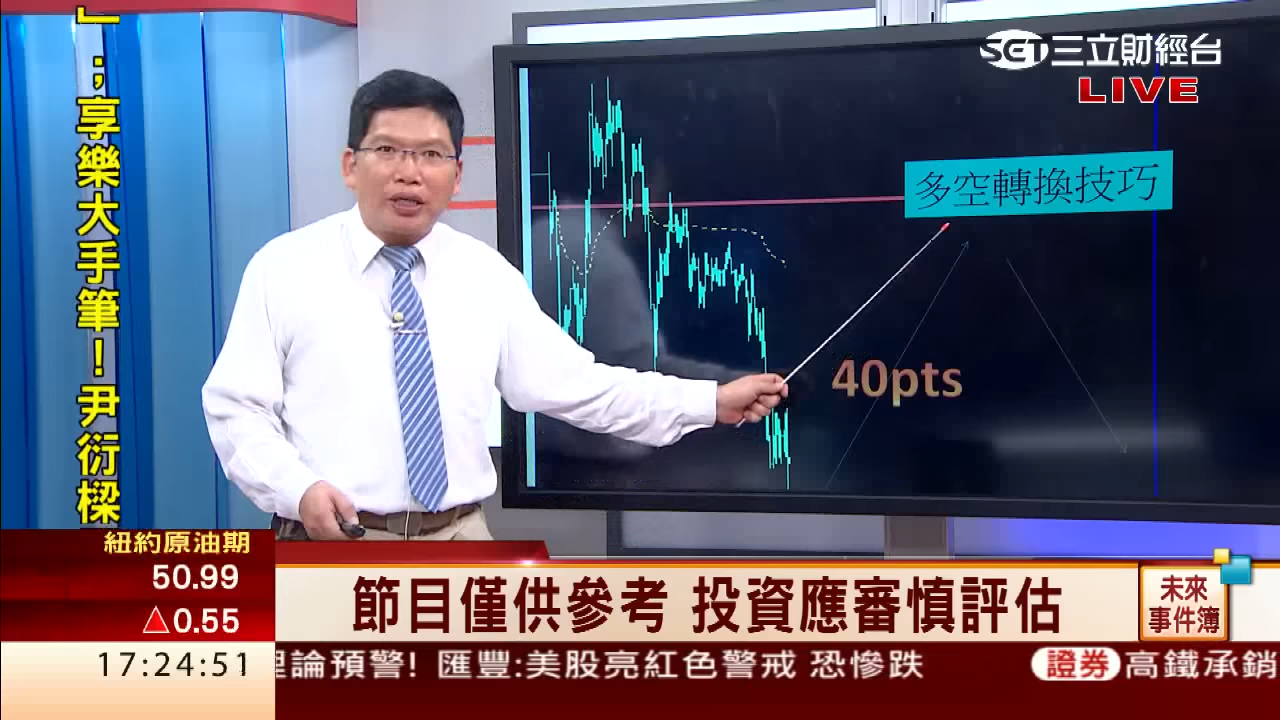 」；享樂大手筆！尹衍樑
SET三立財經台
LIVE
多空轉換技巧
40pts
紐約原油期
50.99
△0.55
17:24:51
節目僅供參考 投資應審慎評估
未來
事件簿
理論預警! 匯豐:美股亮紅色警戒 恐慘跌
證券 高鐵承銷